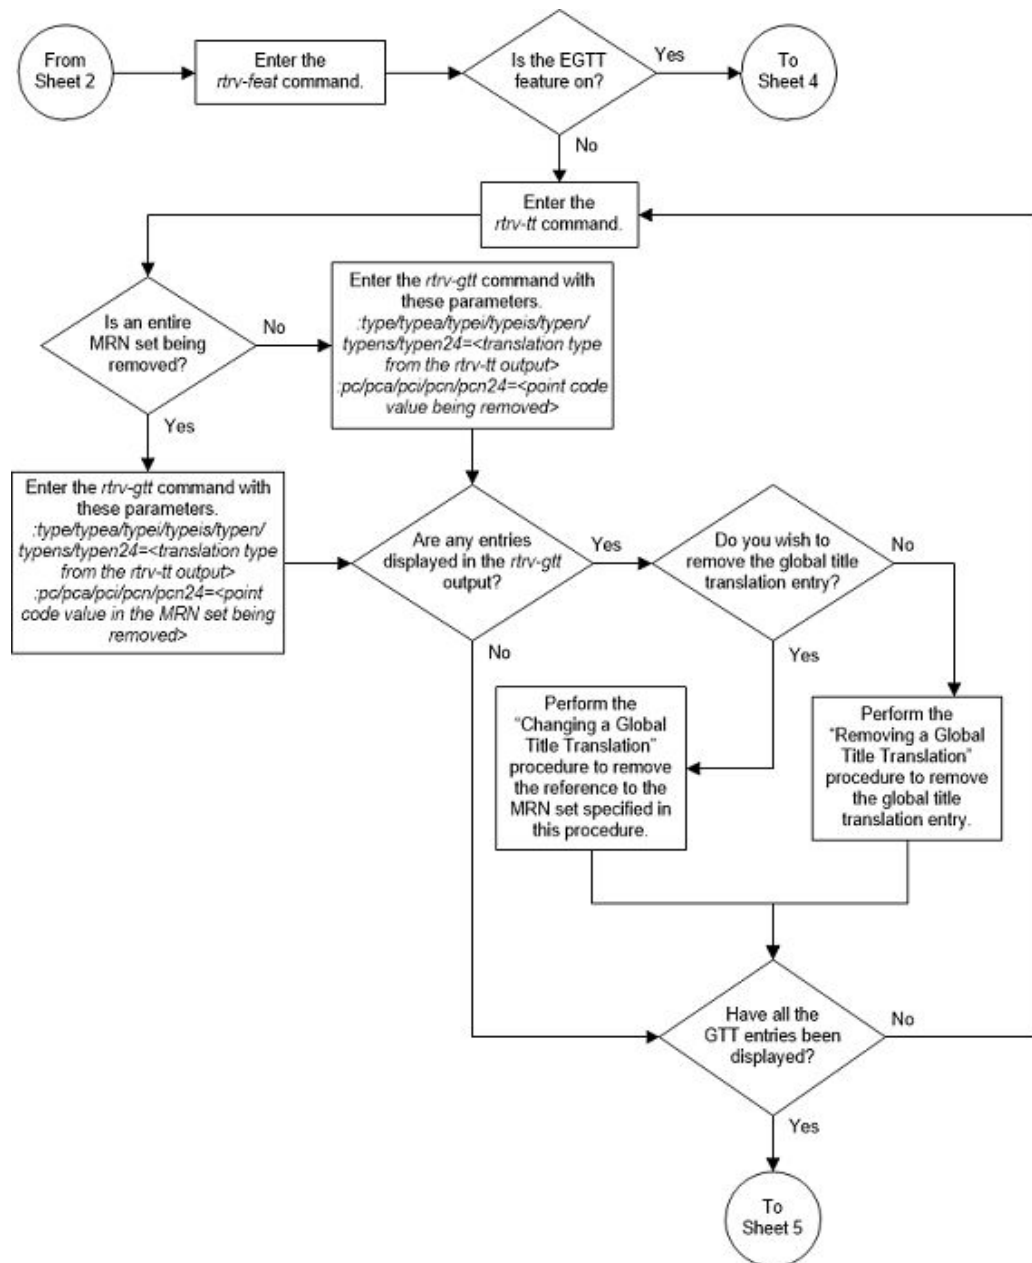 From
Sheet 2
Enter the
rtrv-feat command.
Is the EGTT
feature on?
Yes
To
Sheet 4
No
Enter the
rtrv-tt command.
Is an entire
MRN set being
removed?
No
Enter the rtrv-gtt command with
these parameters.
:type/typea/typei/typeis/typen/
typens/typen24=<translation type
from the rtrv-tt output>
:pc/pca/pci/pcn/pcn24=<point code
value being removed>
Yes
Enter the rtrv-gtt command with
these parameters.
:type/typea/typei/typeis/typen/
typens/typen24=<translation type
from the rtrv-tt output>
:pc/pca/pci/pcn/pcn24=<point
code value in the MRN set being
removed>
Are any entries
displayed in the rtrv-gtt
output?
Yes
Do you wish to
remove the global title
translation entry?
No
No
Yes
Perform the
“Changing a Global
Title Translation”
procedure to remove
the reference to the
MRN set specified in
this procedure.
Perform the
“Removing a Global
Title Translation”
procedure to remove
the global title
translation entry.
Have all the
GTT entries been
displayed?
No
Yes
To
Sheet 5